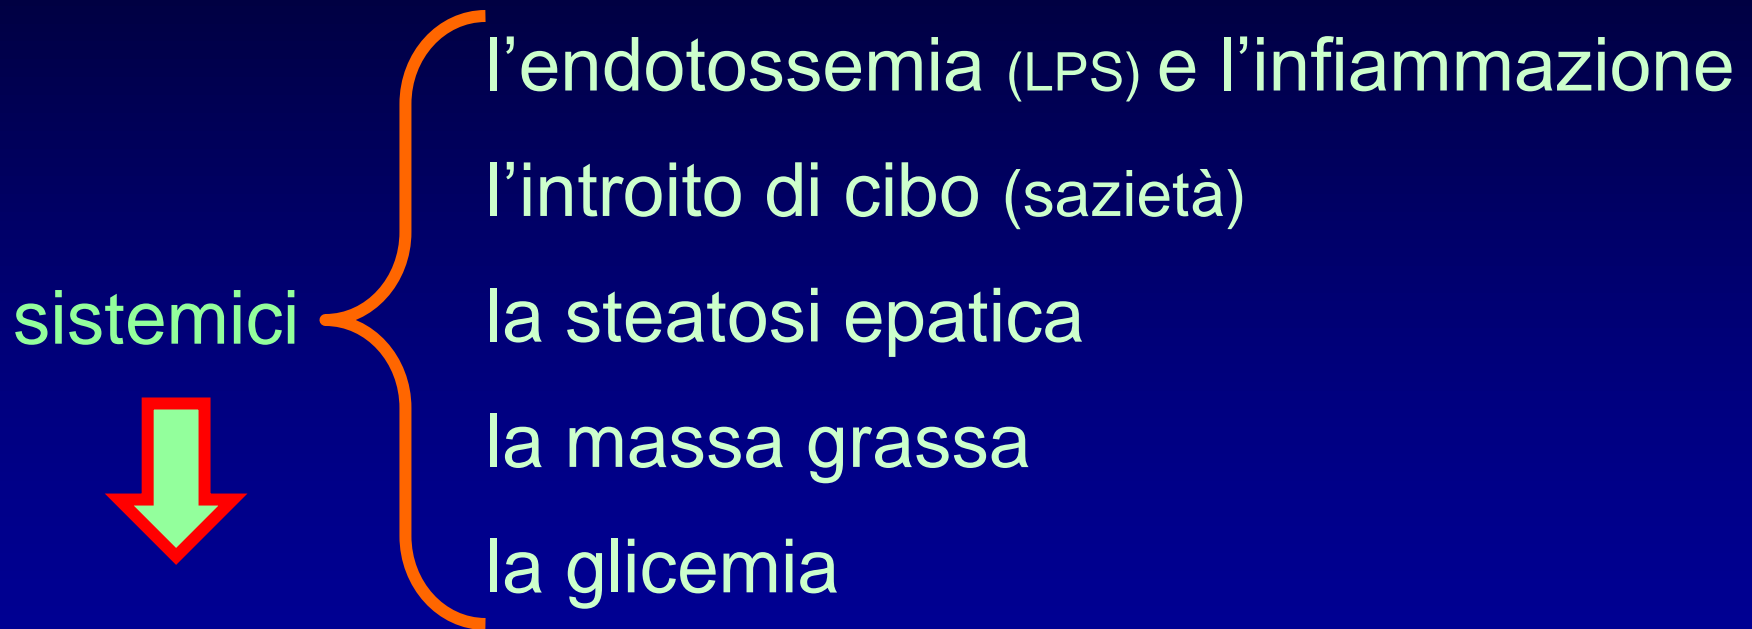 l’endotossemia (LPS) e l’infiammazione
l’introito di cibo (sazietà)
sistemici
la steatosi epatica
la massa grassa
la glicemia